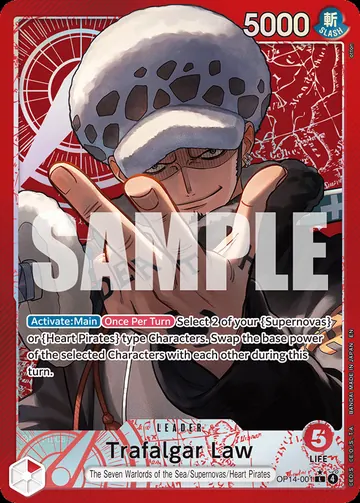 5000
斬
SLASH
SAMPLE
Activate:Main Once Per Turn Select 2 of your {Supernovas}
or {Heart Pirates} type Characters. Swap the base power
of the selected Characters with each other during this
turn.
LEADER
Trafalgar Law
The Seven Warlords of the Sea/Supernovas/Heart Pirates
5
LIFE
OP14-001 L 4